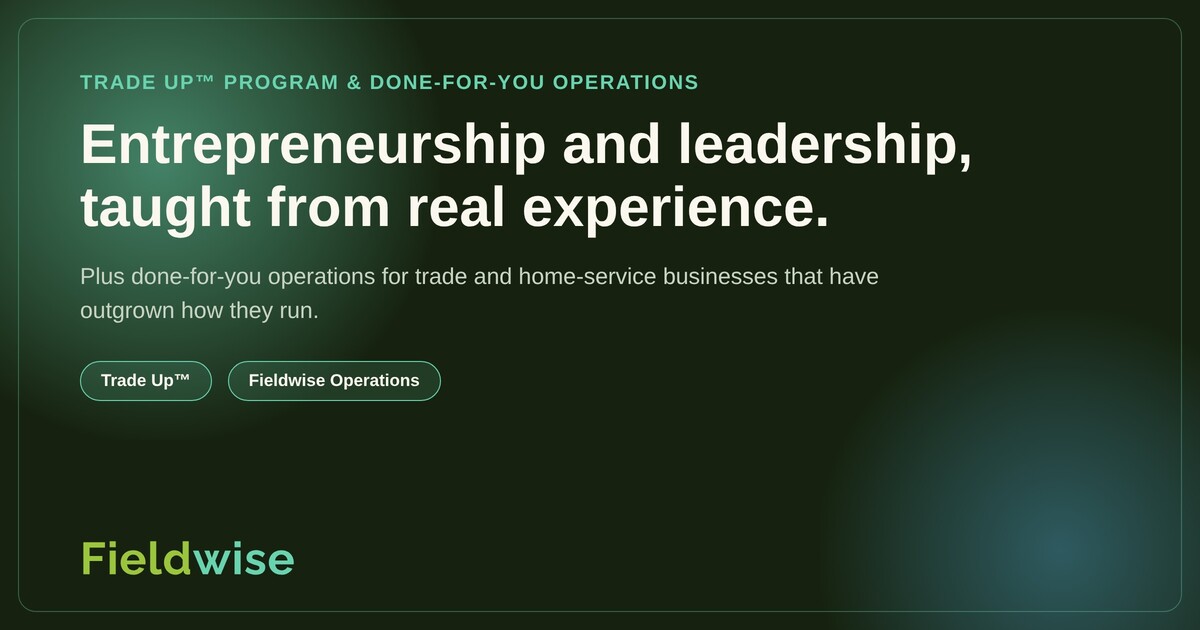 TRADE UP™ PROGRAM & DONE-FOR-YOU OPERATIONS
Entrepreneurship and leadership,
taught from real experience.
Plus done-for-you operations for trade and home-service businesses that have
outgrown how they run.
Trade Up™
Fieldwise Operations
Fieldwise